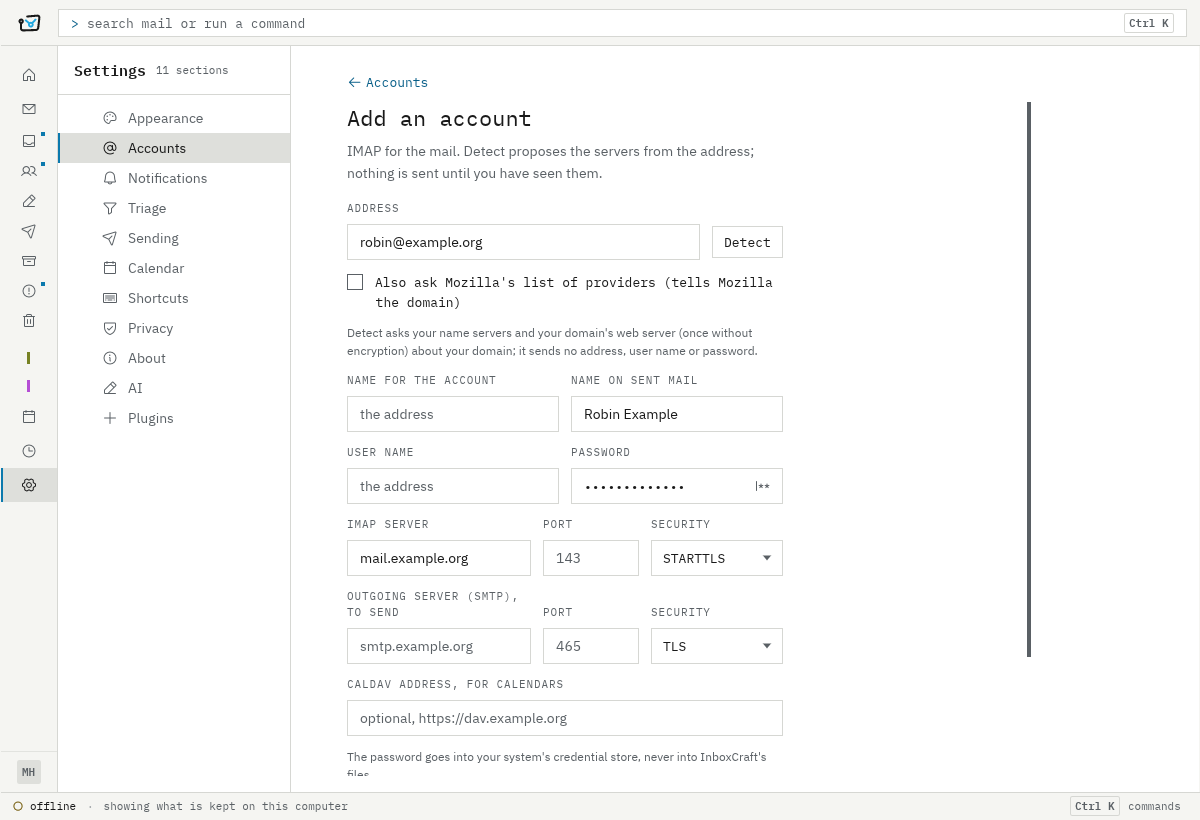 > search mail or run a command Ctrl K
Settings 11 sections
Appearance
Accounts
Notifications
Triage
Sending
Calendar
Shortcuts
Privacy
About
AI
Plugins
MH
← Accounts
Add an account
IMAP for the mail. Detect proposes the servers from the address;
nothing is sent until you have seen them.
ADDRESS
robin@example.org Detect
Also ask Mozilla's list of providers (tells Mozilla
the domain)
Detect asks your name servers and your domain's web server (once without
encryption) about your domain; it sends no address, user name or password.
NAME FOR THE ACCOUNT NAME ON SENT MAIL
the address Robin Example
USER NAME PASSWORD
the address •••••••••••••
IMAP SERVER PORT SECURITY
mail.example.org 143 STARTTLS
OUTGOING SERVER (SMTP),
TO SEND PORT SECURITY
smtp.example.org 465 TLS
CALDAV ADDRESS, FOR CALENDARS
optional, https://dav.example.org
The password goes into your system's credential store, never into InboxCraft's
files.
offline · showing what is kept on this computer Ctrl K commands